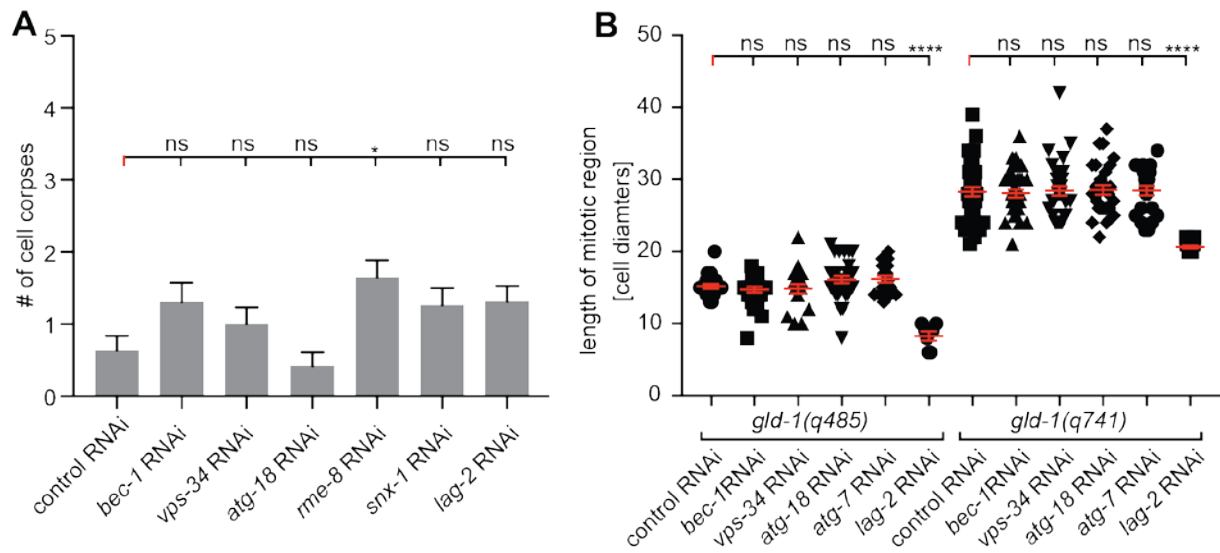 A
# of cell corpses
5
4
3
2
1
0
ns
ns
ns
*
ns
ns
control RNAi
bec-1 RNAi
vps-34 RNAi
atg-18 RNAi
rme-8 RNAi
snx-1 RNAi
lag-2 RNAi
B
length of mitotic region
[cell diamters]
50
40
30
20
10
0
ns
ns
ns
ns
****
ns
ns
ns
ns
****
gld-1(q485)
gld-1(q741)
control RNAi
bec-1RNAi
vps-34 RNAi
atg-18 RNAi
atg-7 RNAi
lag-2 RNAi
control RNAi
bec-1RNAi
vps-34 RNAi
atg-18 RNAi
atg-7 RNAi
lag-2 RNAi